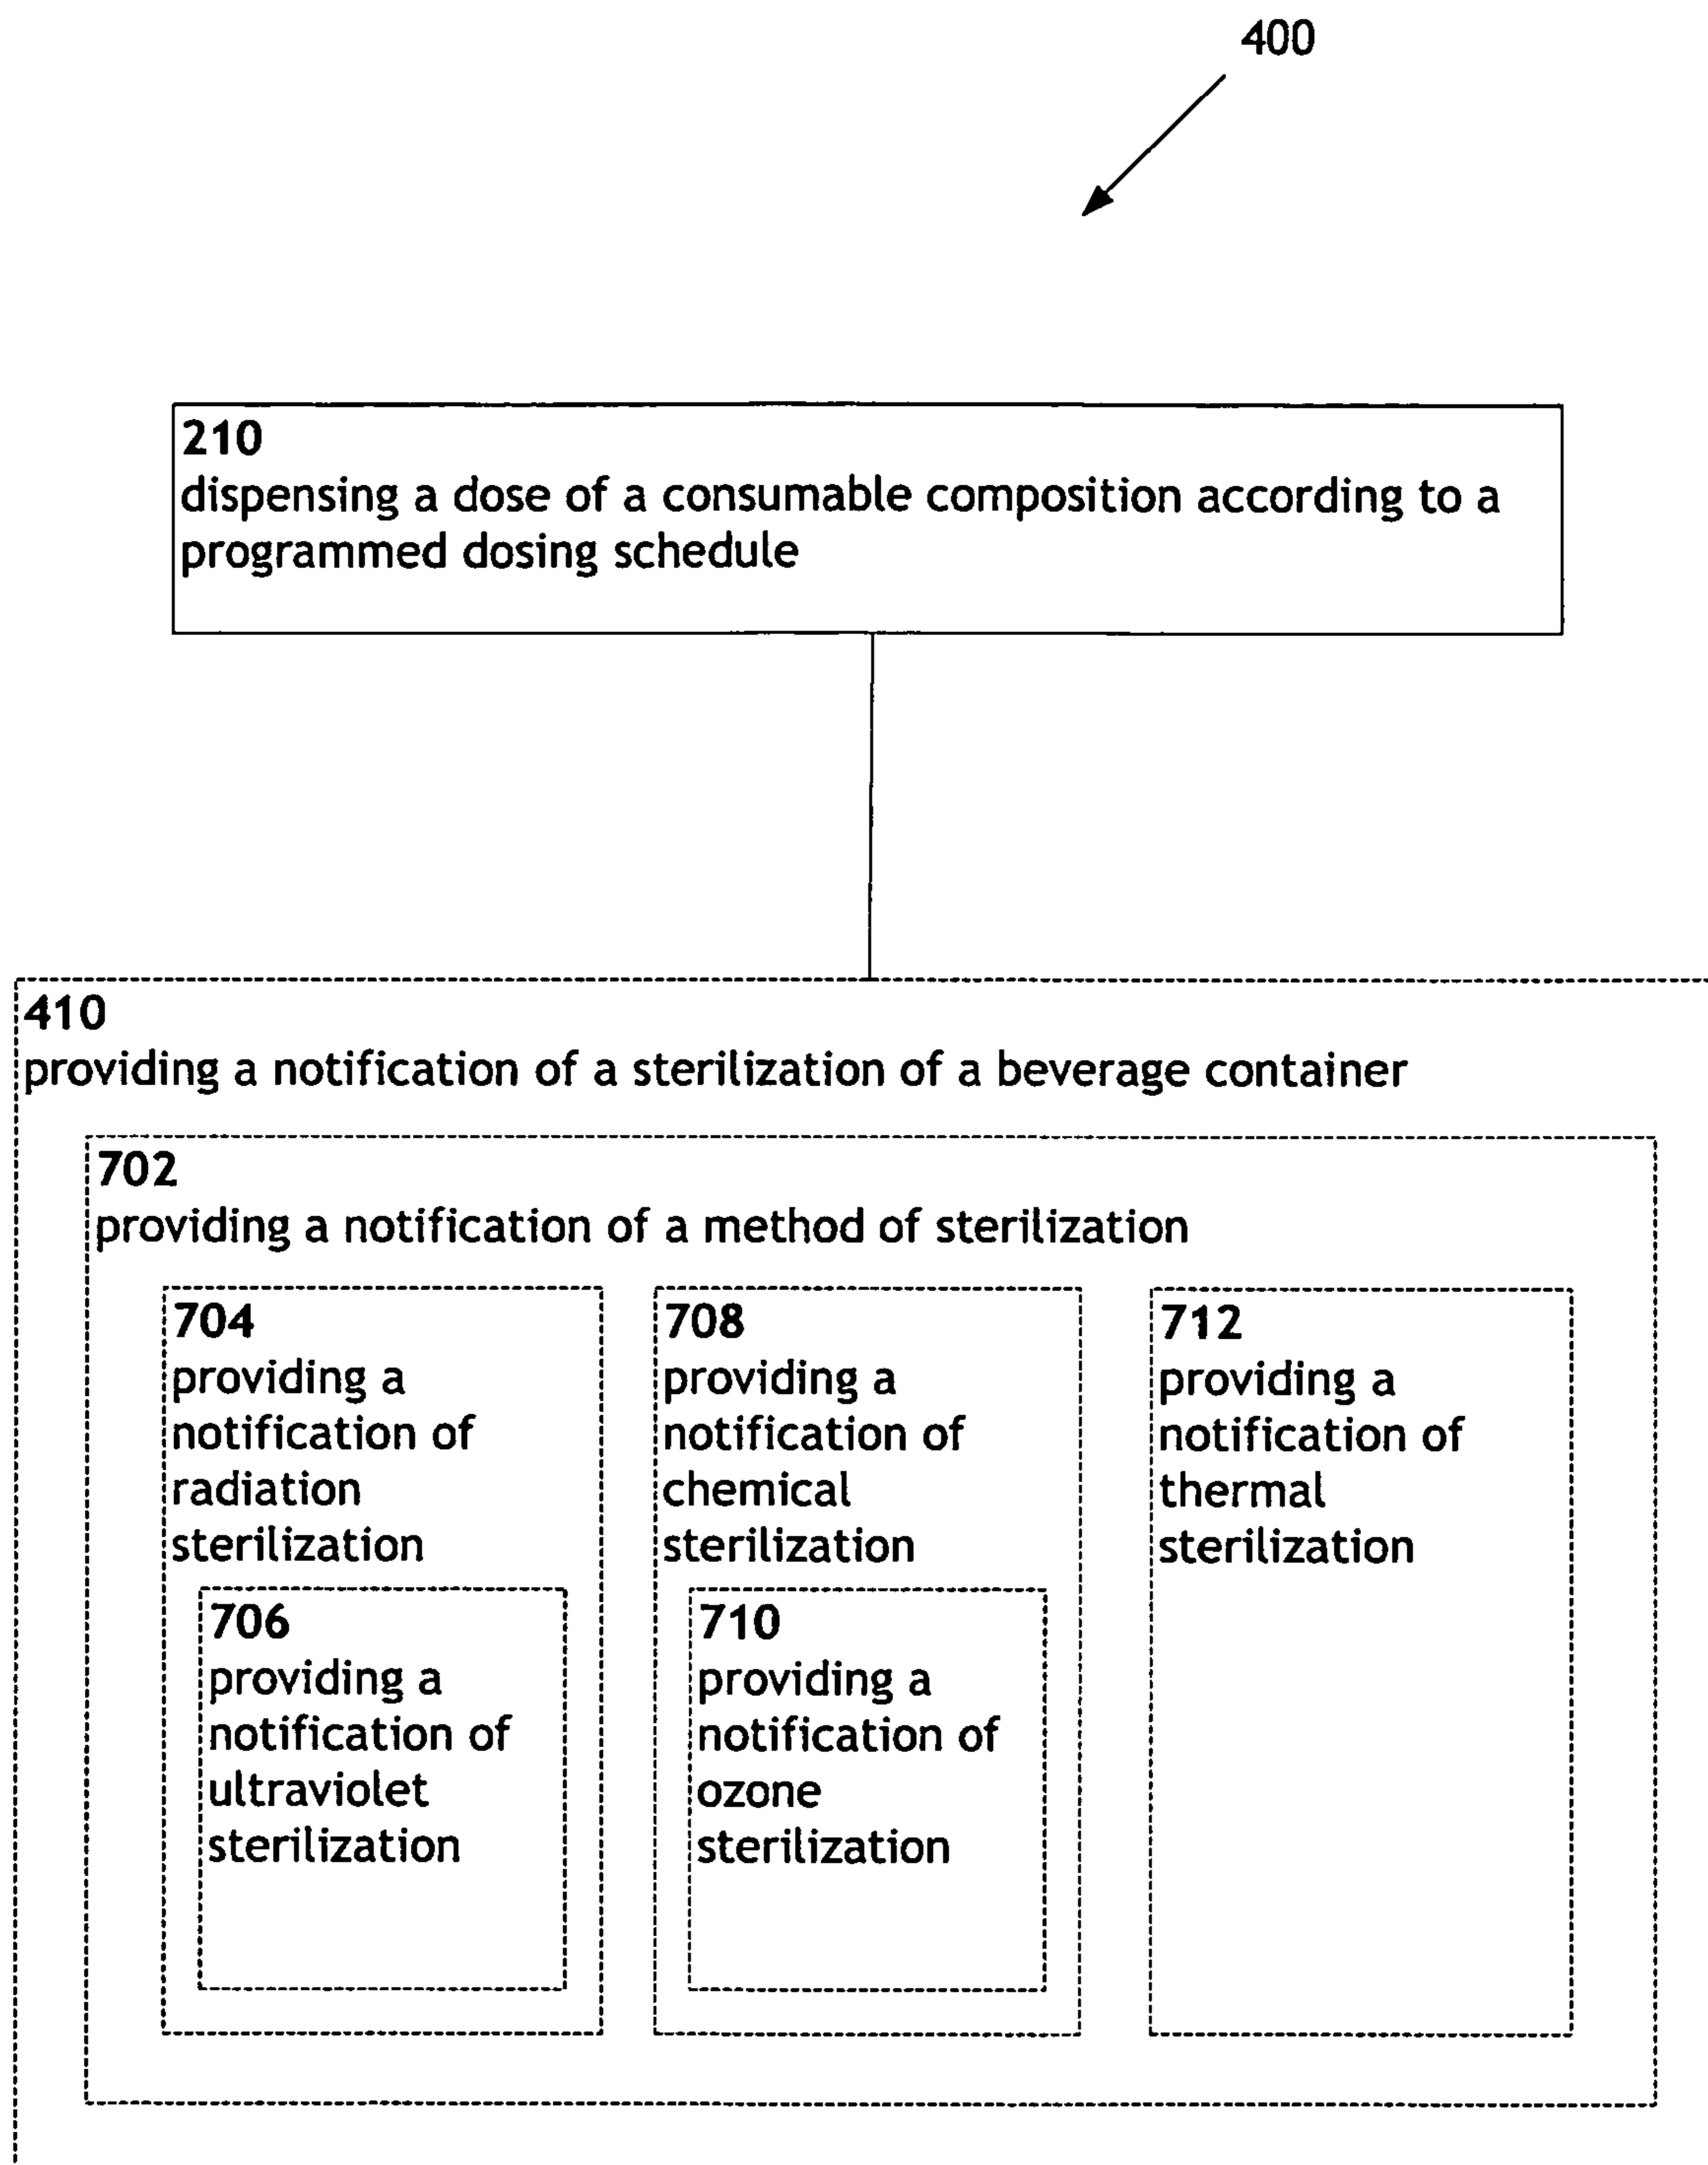 400
210
dispensing a dose of a consumable composition according to a
programmed dosing schedule
410
providing a notification of a sterilization of a beverage container
702
providing a notification of a method of sterilization
704
providing a
notification of
radiation
sterilization
706
providing a
notification of
ultraviolet
sterilization
708
providing a
notification of
chemical
sterilization
710
providing a
notification of
ozone
sterilization
712
providing a
notification of
thermal
sterilization